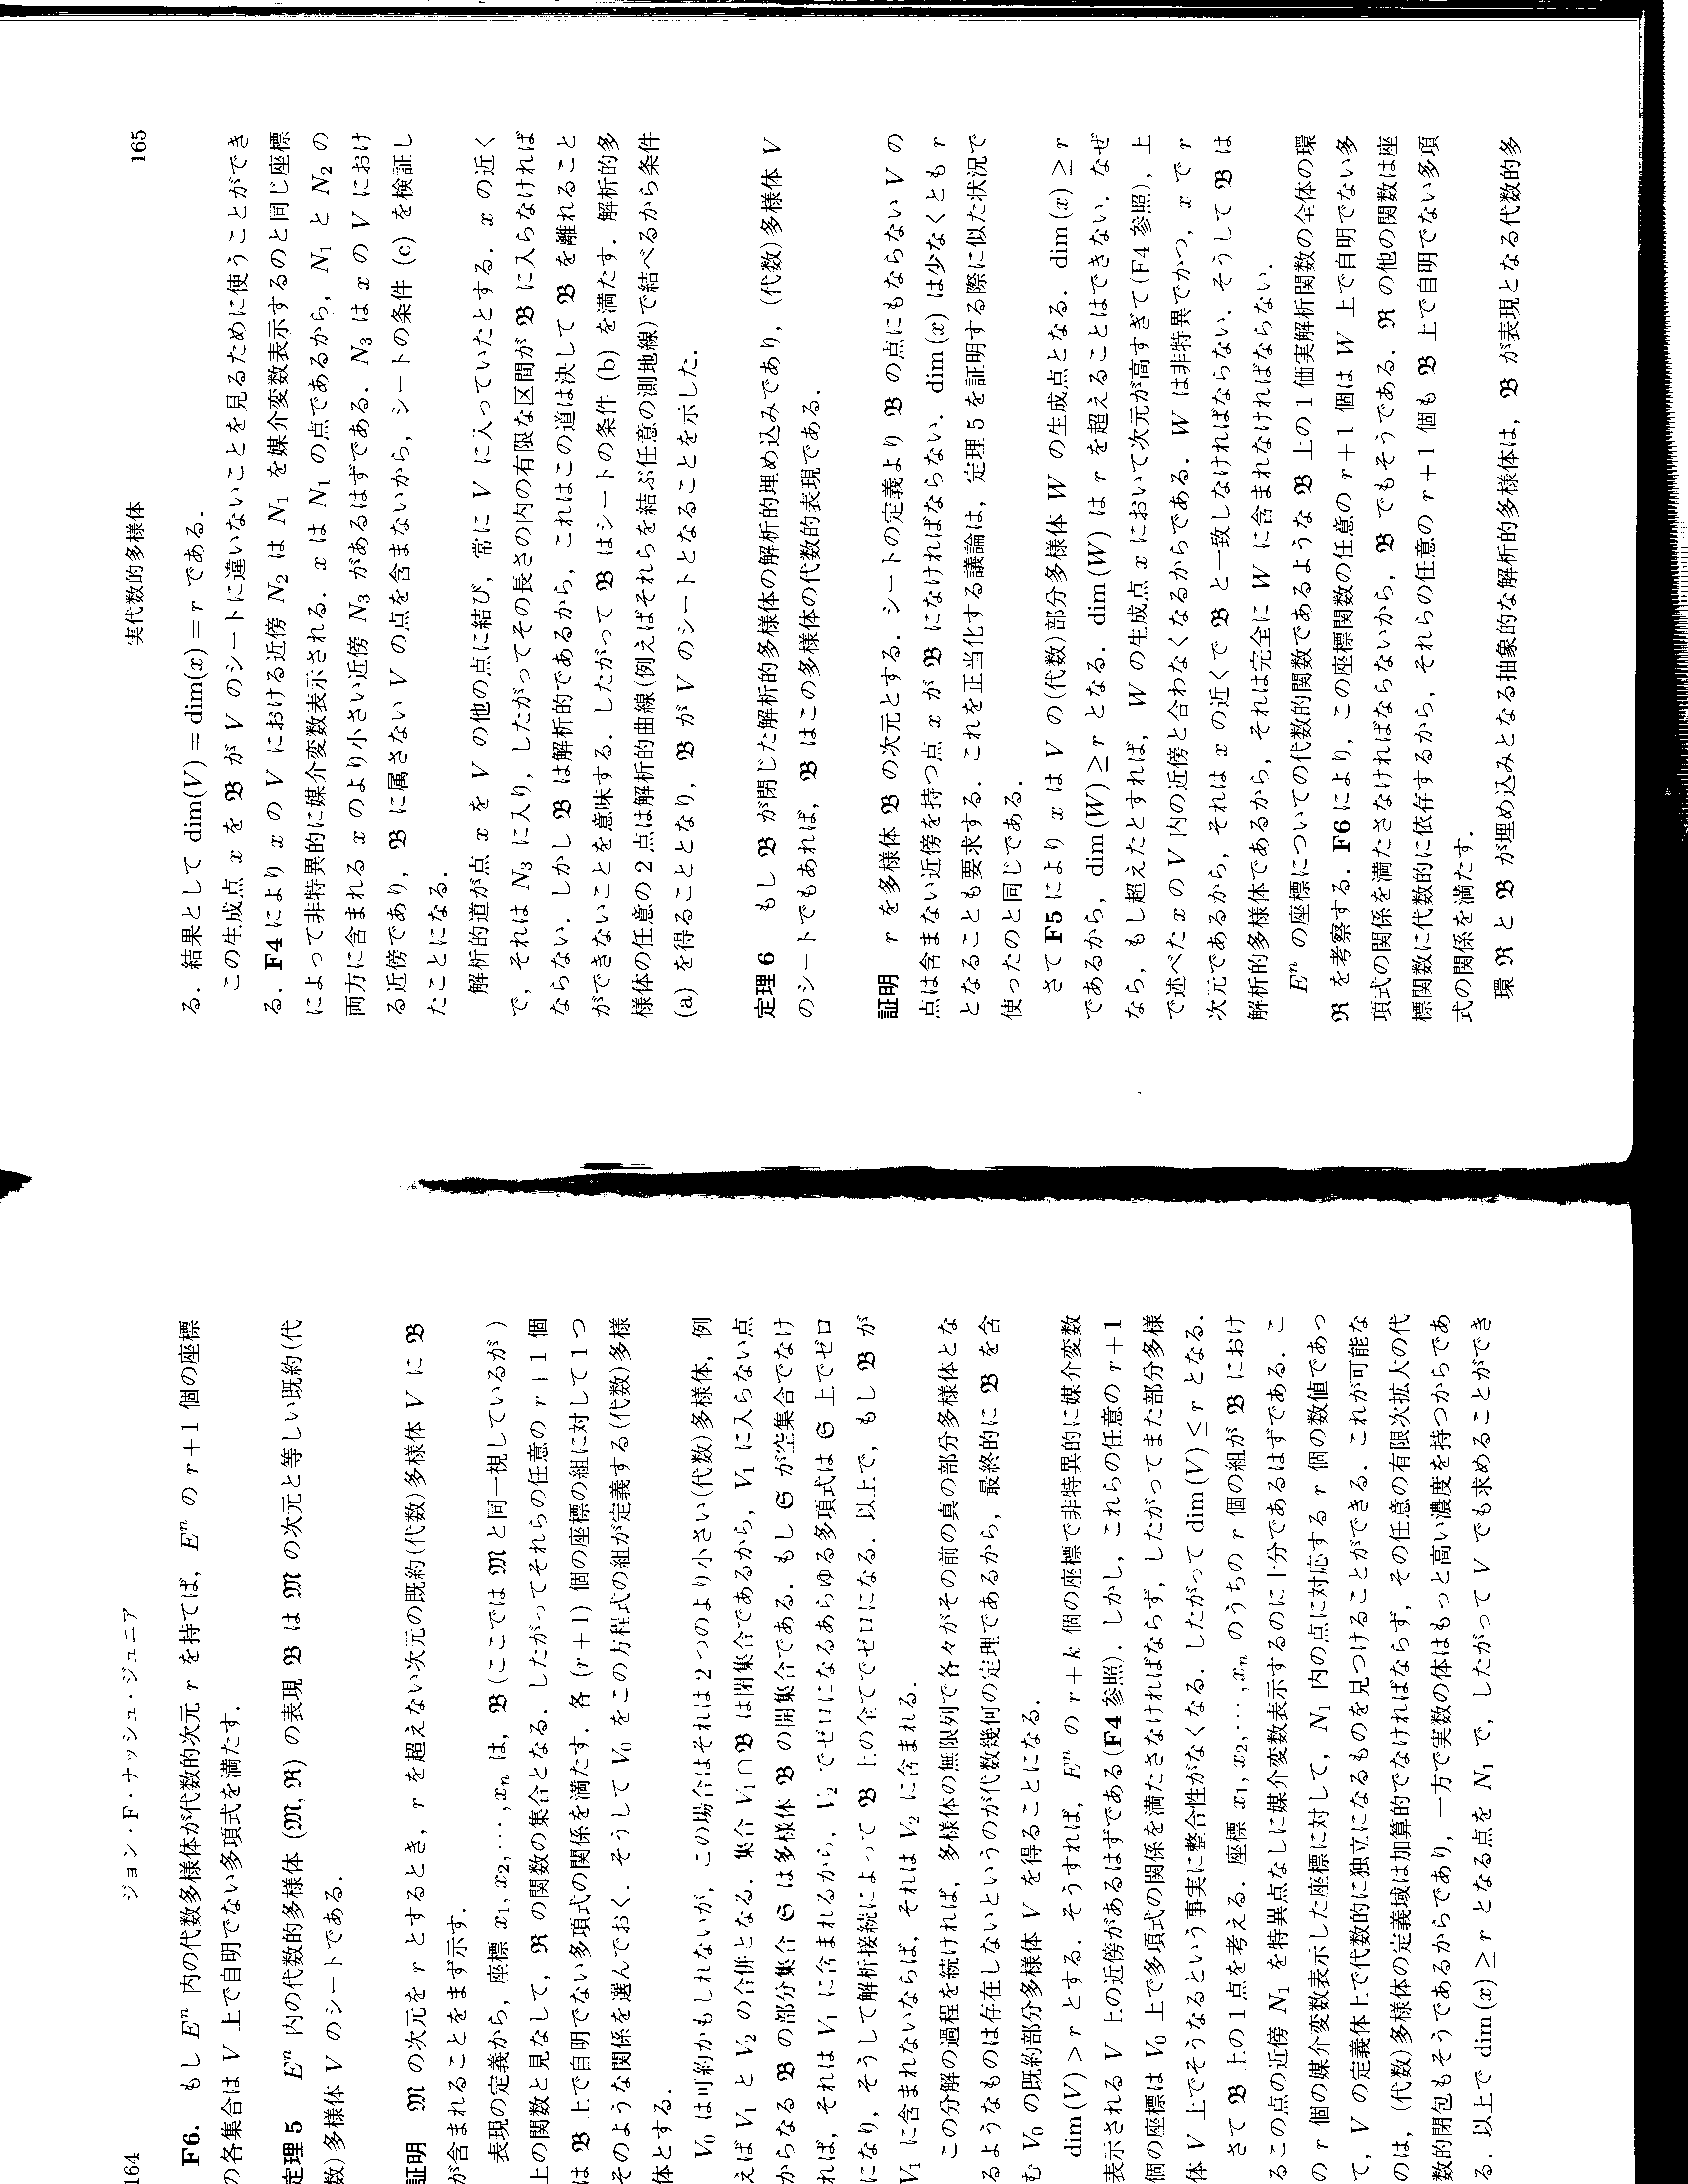 164
ジョン・F・ナッシュ・ジュニア
F6. もし Eⁿ 内の代数多様体が代数的次元 r を持てば, Eⁿ の r+1 個の座標
の各集合は V 上で自明でない多項式を満たす.
定理 5 Eⁿ 内の代数的多様体 (𝔐, ℜ) の表現 𝔅 は 𝔐 の次元と等しい既約(代
数)多様体 V のシートである.
証明 𝔐 の次元を r とするとき, r を超えない次元の既約(代数)多様体 V に 𝔅
が含まれることをまず示す.
表現の定義から, 座標 x₁, x₂, ⋯, xₙ は, 𝔅 (ここでは 𝔐 と同一視しているが)
上の関数と見なして, ℜ の関数の集合となる. したがってそれらの任意の r+1 個
は 𝔅 上で自明でない多項式の関係を満たす. 各 (r+1) 個の座標の組に対して1つ
そのような関係を選んでおく. そうして V₀ をこの方程式の組が定義する(代数)多様
体とする.
V₀ は可約かもしれないが, この場合はそれは2つのより小さい(代数)多様体, 例
えば V₁ と V₂ の合併となる. 集合 V₁∩𝔅 は閉集合であるから, V₁ に入らない点
からなる 𝔅 の部分集合 𝔊 は多様体 𝔅 の開集合である. もし 𝔊 が空集合でなけ
れば, それは V₁ に含まれるから, V₂ でゼロになるあらゆる多項式は 𝔊 上でゼロ
になり, そうして解析接続によって 𝔅 上の全てでゼロになる. 以上で, もし 𝔅 が
V₁ に含まれないならば, それは V₂ に含まれる.
この分解の過程を続ければ, 多様体の無限列で各々がその前の真の部分多様体とな
るようなものは存在しないというのが代数幾何の定理であるから, 最終的に 𝔅 を含
む V₀ の既約部分多様体 V を得ることになる.
dim(V) > r とする. そうすれば, Eⁿ の r+k 個の座標で非特異的に媒介変数
表示される V 上の近傍があるはずである(F4 参照). しかし, これらの任意の r+1
個の座標は V₀ 上で多項式の関係を満たさなければならず, したがってまた部分多様
体 V 上でそうなるという事実に整合性がなくなる. したがって dim(V) ≤ r となる.
さて 𝔅 上の1点を考える. 座標 x₁, x₂, ⋯, xₙ のうちの r 個の組が 𝔅 におけ
るこの点の近傍 N₁ を特異点なしに媒介変数表示するのに十分であるはずである. こ
の r 個の媒介変数表示した座標に対して, N₁ 内の点に対応する r 個の数値であっ
て, V の定義体上で代数的に独立になるものを見つけることができる. これが可能な
のは, (代数)多様体の定義域は加算的でなければならず, その任意の有限次拡大の代
数的閉包もそうであるからであり, 一方で実数の体はもっと高い濃度を持つからであ
る. 以上で dim(x) ≥ r となる点を N₁ で, したがって V でも求めることができ
実代数的多様体
165
る. 結果として dim(V) = dim(x) = r である.
この生成点 x を 𝔅 が V のシートに違いないことを見るために使うことができ
る. F4 により x の V における近傍 N₂ は N₁ を媒介変数表示するのと同じ座標
によって非特異的に媒介変数表示される. x は N₁ の点であるから, N₁ と N₂ の
両方に含まれる x のより小さい近傍 N₃ があるはずである. N₃ は x の V におけ
る近傍であり, 𝔅 に属さない V の点を含まないから, シートの条件 (c) を検証し
たことになる.
解析的道が点 x を V の他の点に結び, 常に V に入っていたとする. x の近く
で, それは N₃ に入り, したがってその長さの内の有限な区間が 𝔅 に入らなければ
ならない. しかし 𝔅 は解析的であるから, これはこの道は決して 𝔅 を離れること
ができないことを意味する. したがって 𝔅 はシートの条件 (b) を満たす. 解析的多
様体の任意の2点は解析的曲線(例えばそれらを結ぶ任意の測地線)で結べるから条件
(a) を得ることとなり, 𝔅 が V のシートとなることを示した.
定理 6 もし 𝔅 が閉じた解析的多様体の解析的埋め込みであり, (代数)多様体 V
のシートでもあれば, 𝔅 はこの多様体の代数的表現である.
証明 r を多様体 𝔅 の次元とする. シートの定義より 𝔅 の点にもならない V の
点は含まない近傍を持つ点 x が 𝔅 になければならない. dim(x) は少なくとも r
となることも要求する. これを正当化する議論は, 定理5を証明する際に似た状況で
使ったのと同じである.
さて F5 により x は V の(代数)部分多様体 W の生成点となる. dim(x) ≥ r
であるから, dim(W) ≥ r となる. dim(W) は r を超えることはできない. なぜ
なら, もし超えたとすれば, W の生成点 x において次元が高すぎて(F4 参照), 上
で述べた x の V 内の近傍と合わなくなるからである. W は非特異でかつ, x で r
次元であるから, それは x の近くで 𝔅 と一致しなければならない. そうして 𝔅 は
解析的多様体であるから, それは完全に W に含まれなければならない.
Eⁿ の座標についての代数的関数であるような 𝔅 上の1価実解析関数の全体の環
ℜ を考察する. F6 により, この座標関数の任意の r+1 個は W 上で自明でない多
項式の関係を満たさなければならないから, 𝔅 でもそうである. ℜ の他の関数は座
標関数に代数的に依存するから, それらの任意の r+1 個も 𝔅 上で自明でない多項
式の関係を満たす.
環 ℜ と 𝔅 が埋め込みとなる抽象的な解析的多様体は, 𝔅 が表現となる代数的多